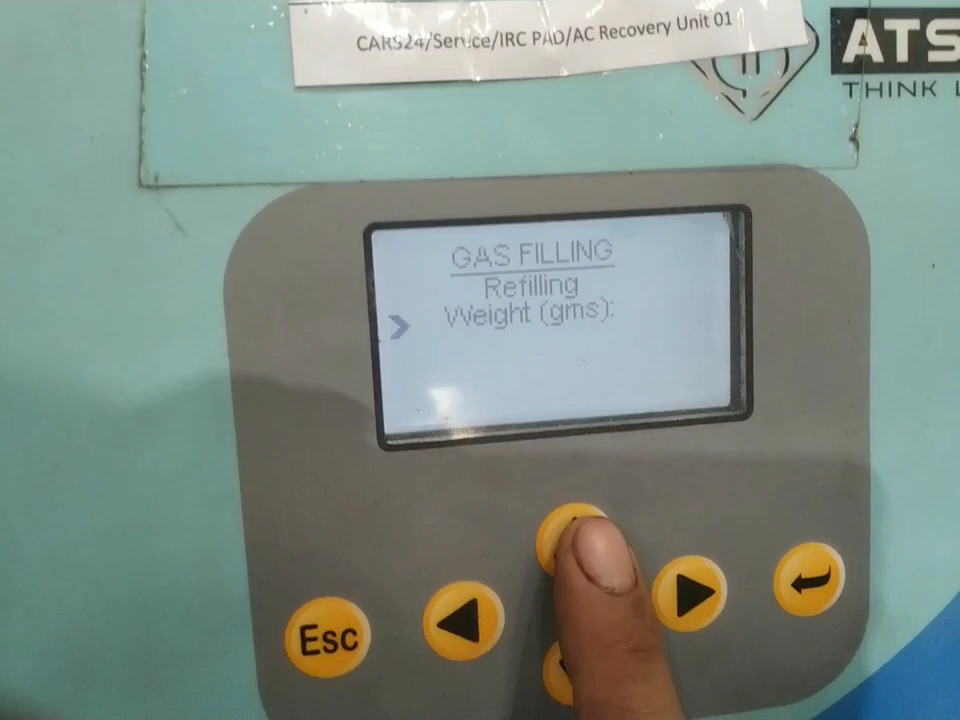 CARS24/Service/IRC PAD/AC Recovery Unit 01
ATS
THINK L
GAS FILLING
Refilling
Weight (gms):
Esc